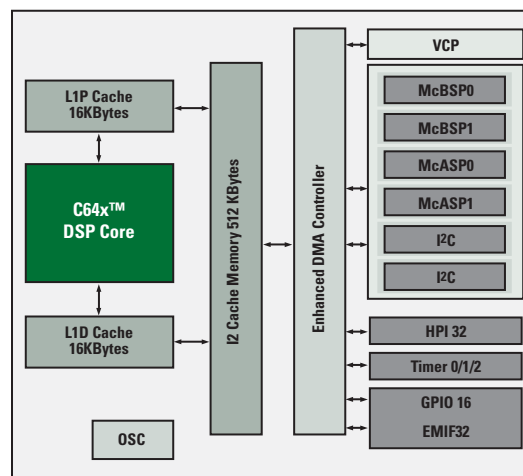 L1P Cache
16KBytes
C64x™
DSP Core
L1D Cache
16KBytes
OSC
I2 Cache Memory 512 KBytes
Enhanced DMA Controller
VCP
McBSP0
McBSP1
McASP0
McASP1
I²C
I²C
HPI 32
Timer 0/1/2
GPIO 16
EMIF32